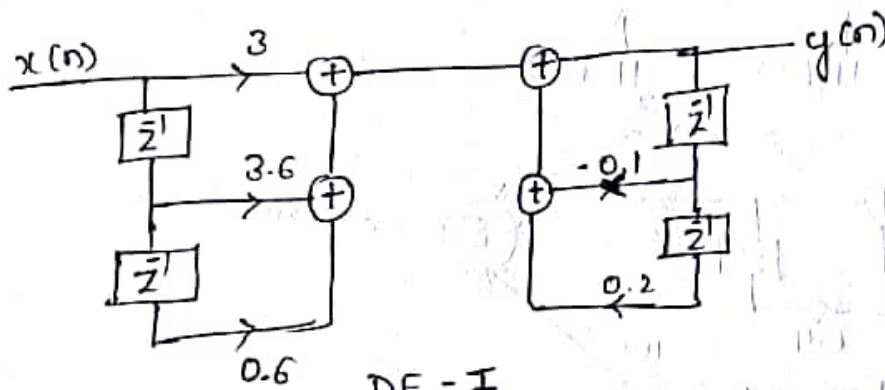 x(n) 3 + + y(n)
z̄¹ z̄¹
3.6 + + -0.1
z̄¹ z̄¹
0.2
0.6
DF - I